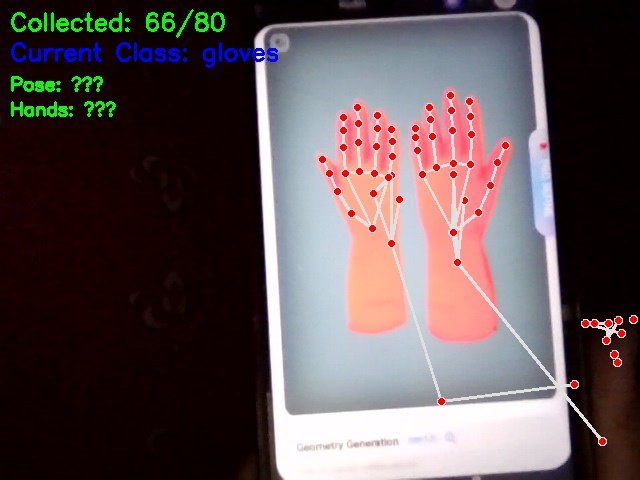 Collected: 66/80
Current Class: gloves
Pose: ???
Hands: ???
Geometry Generation